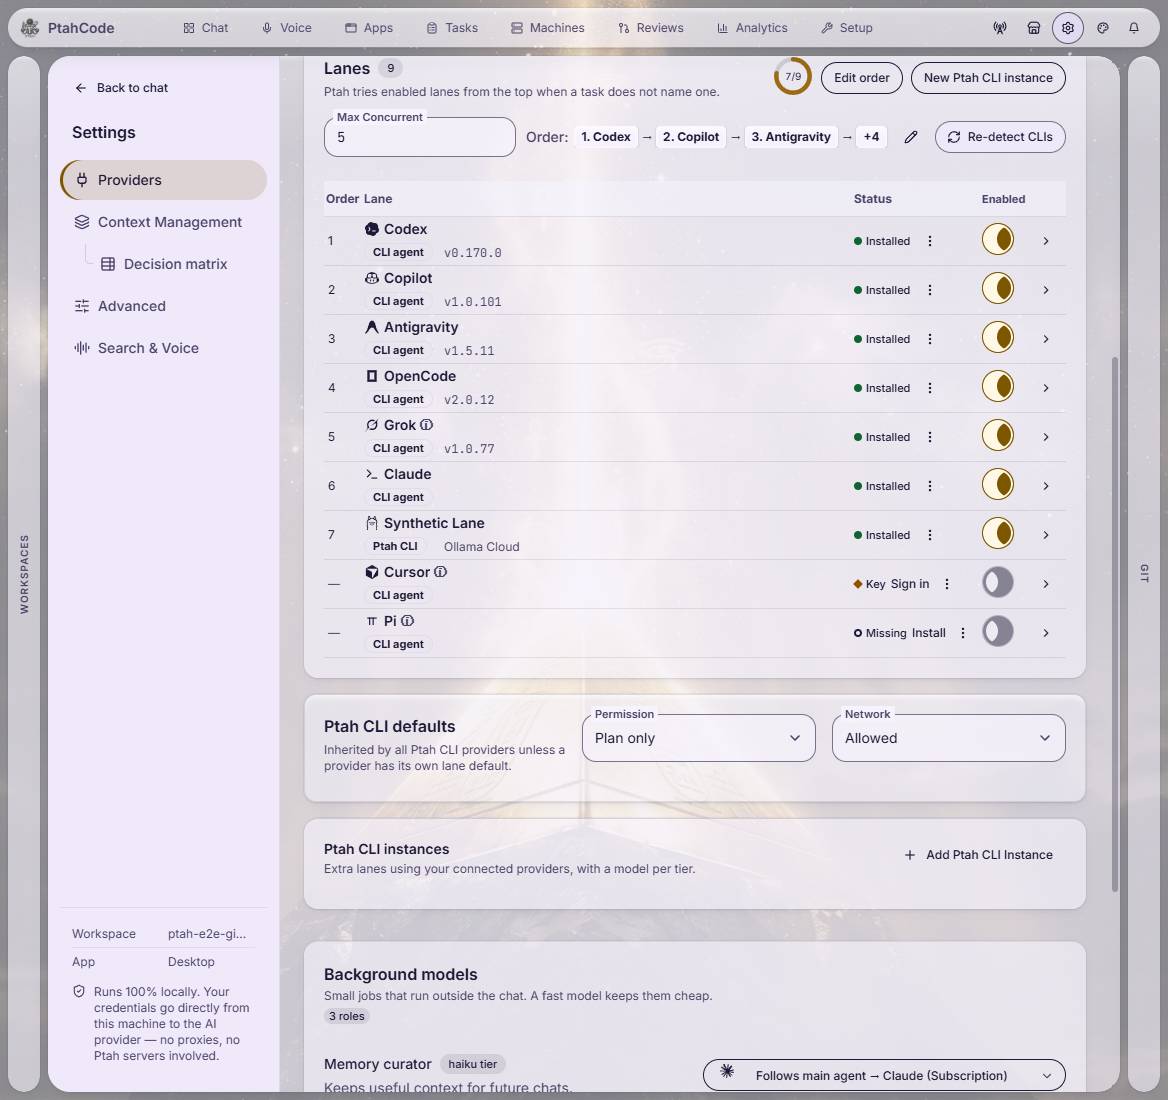 PtahCode
Chat
Voice
Apps
Tasks
Machines
Reviews
Analytics
Setup
WORKSPACES
Back to chat
Settings
Providers
Context Management
Decision matrix
Advanced
Search & Voice
Workspace ptah-e2e-gi...
App Desktop
Runs 100% locally. Your
credentials go directly from
this machine to the AI
provider — no proxies, no
Ptah servers involved.
Lanes 9
Ptah tries enabled lanes from the top when a task does not name one.
7/9
Edit order
New Ptah CLI instance
Max Concurrent
5
Order: 1. Codex → 2. Copilot → 3. Antigravity → +4
Re-detect CLIs
Order Lane Status Enabled
1 Codex Installed
CLI agent v0.170.0
2 Copilot Installed
CLI agent v1.0.101
3 Antigravity Installed
CLI agent v1.5.11
4 OpenCode Installed
CLI agent v2.0.12
5 Grok Installed
CLI agent v1.0.77
6 Claude Installed
CLI agent
7 Synthetic Lane Installed
Ptah CLI Ollama Cloud
— Cursor Key Sign in
CLI agent
— Pi Missing Install
CLI agent
Ptah CLI defaults
Inherited by all Ptah CLI providers unless a
provider has its own lane default.
Permission
Plan only
Network
Allowed
Ptah CLI instances
Extra lanes using your connected providers, with a model per tier.
Add Ptah CLI Instance
Background models
Small jobs that run outside the chat. A fast model keeps them cheap.
3 roles
Memory curator haiku tier
Keeps useful context for future chats.
Follows main agent → Claude (Subscription)
GIT